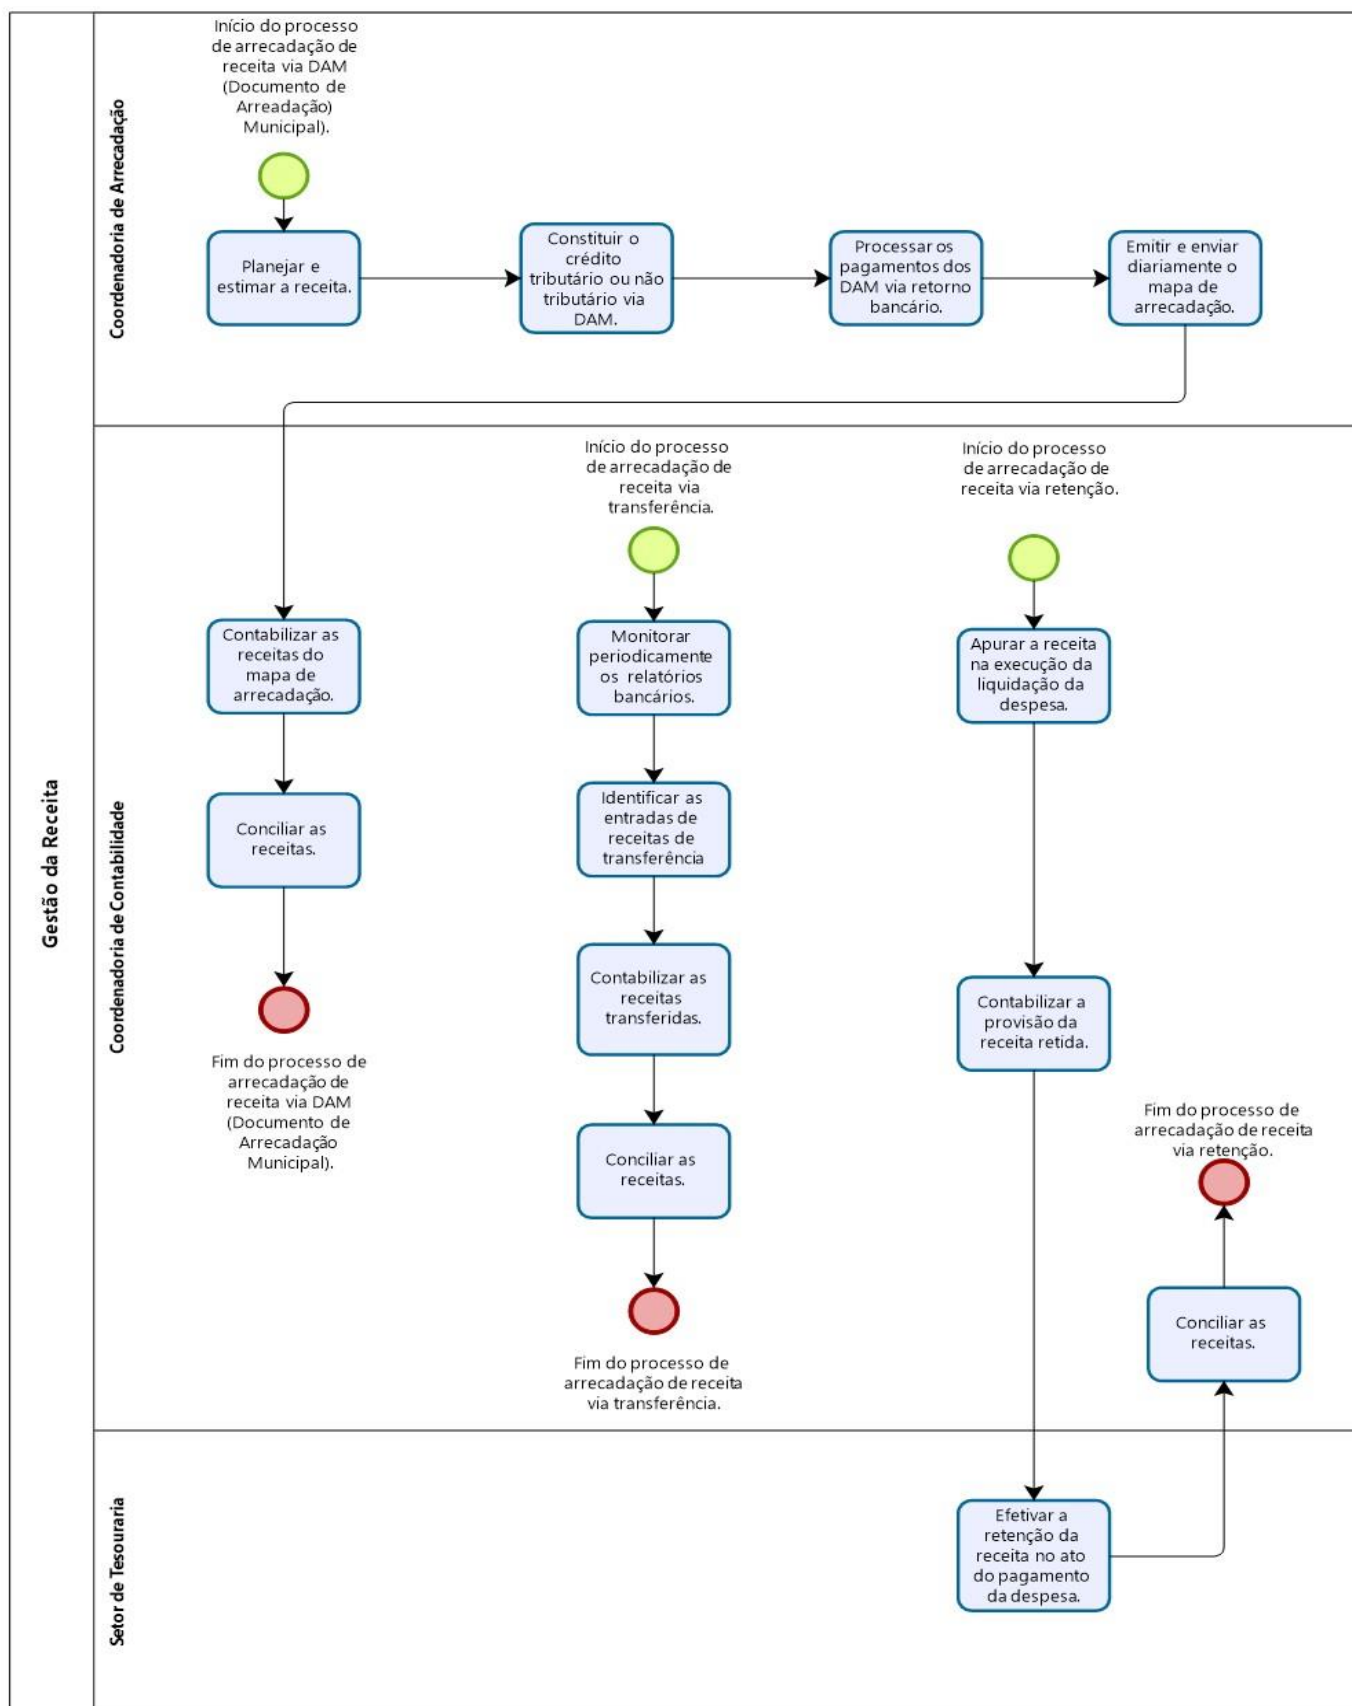 Gestão da Receita
Coordenadoria de Arrecadação
Início do processo
de arrecadação de
receita via DAM
(Documento de
Arreadação)
Municipal).
Planejar e
estimar a receita.
Constituir o
crédito
tributário ou não
tributário via
DAM.
Processar os
pagamentos dos
DAM via retorno
bancário.
Emitir e enviar
diariamente o
mapa de
arrecadação.
Coordenadoria de Contabilidade
Contabilizar as
receitas do
mapa de
arrecadação.
Conciliar as
receitas.
Fim do processo de
arrecadação de
receita via DAM
(Documento de
Arrecadação
Municipal).
Início do processo
de arrecadação de
receita via
transferência.
Monitorar
periodicamente
os relatórios
bancários.
Identificar as
entradas de
receitas de
transferência
Contabilizar as
receitas
transferidas.
Conciliar as
receitas.
Fim do processo de
arrecadação de receita
via transferência.
Início do processo
de arrecadação de
receita via retenção.
Apurar a receita
na execução da
liquidação da
despesa.
Contabilizar a
provisão da
receita retida.
Fim do processo de
arrecadação de receita
via retenção.
Conciliar as
receitas.
Setor de Tesouraria
Efetivar a
retenção da
receita no ato
do pagamento
da despesa.